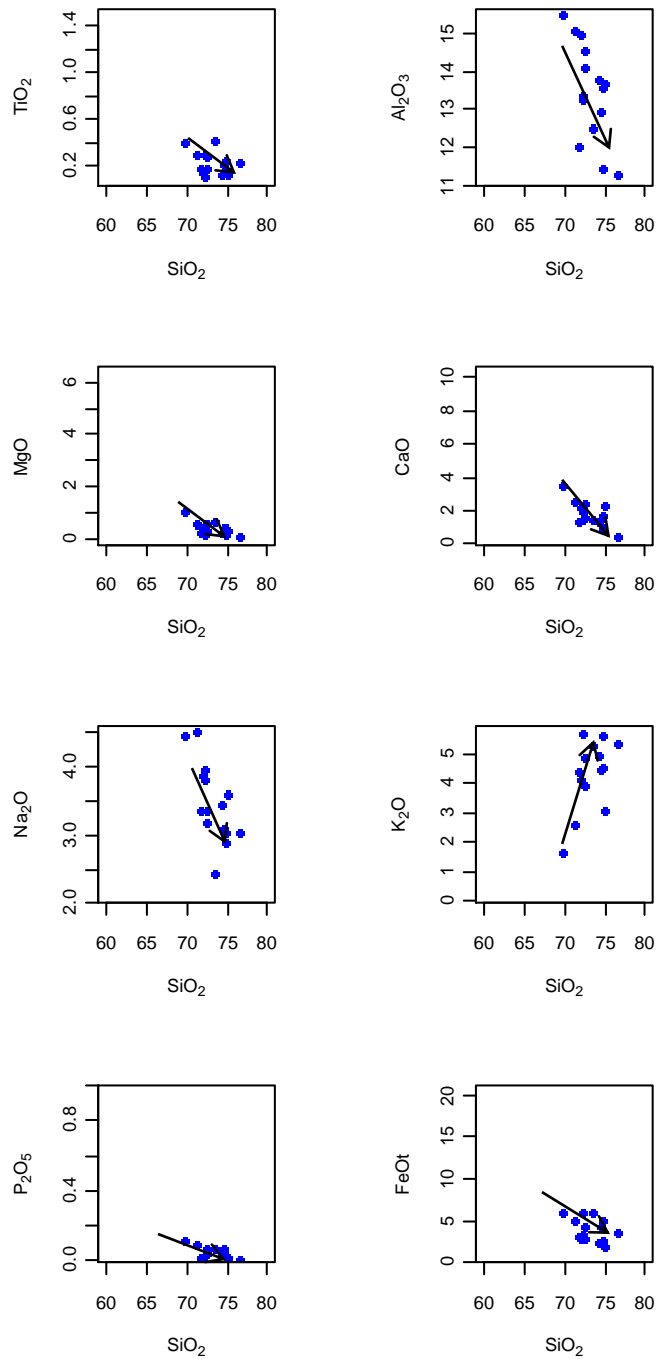 TiO2
0.2 0.6 1.0 1.4
60 65 70 75 80
SiO2
Al2O3
11 12 13 14 15
60 65 70 75 80
SiO2
MgO
0 2 4 6
60 65 70 75 80
SiO2
CaO
0 2 4 6 8 10
60 65 70 75 80
SiO2
Na2O
2.0 3.0 4.0
60 65 70 75 80
SiO2
K2O
0 1 2 3 4 5
60 65 70 75 80
SiO2
P2O5
0.0 0.4 0.8
60 65 70 75 80
SiO2
FeOt
0 5 10 15 20
60 65 70 75 80
SiO2